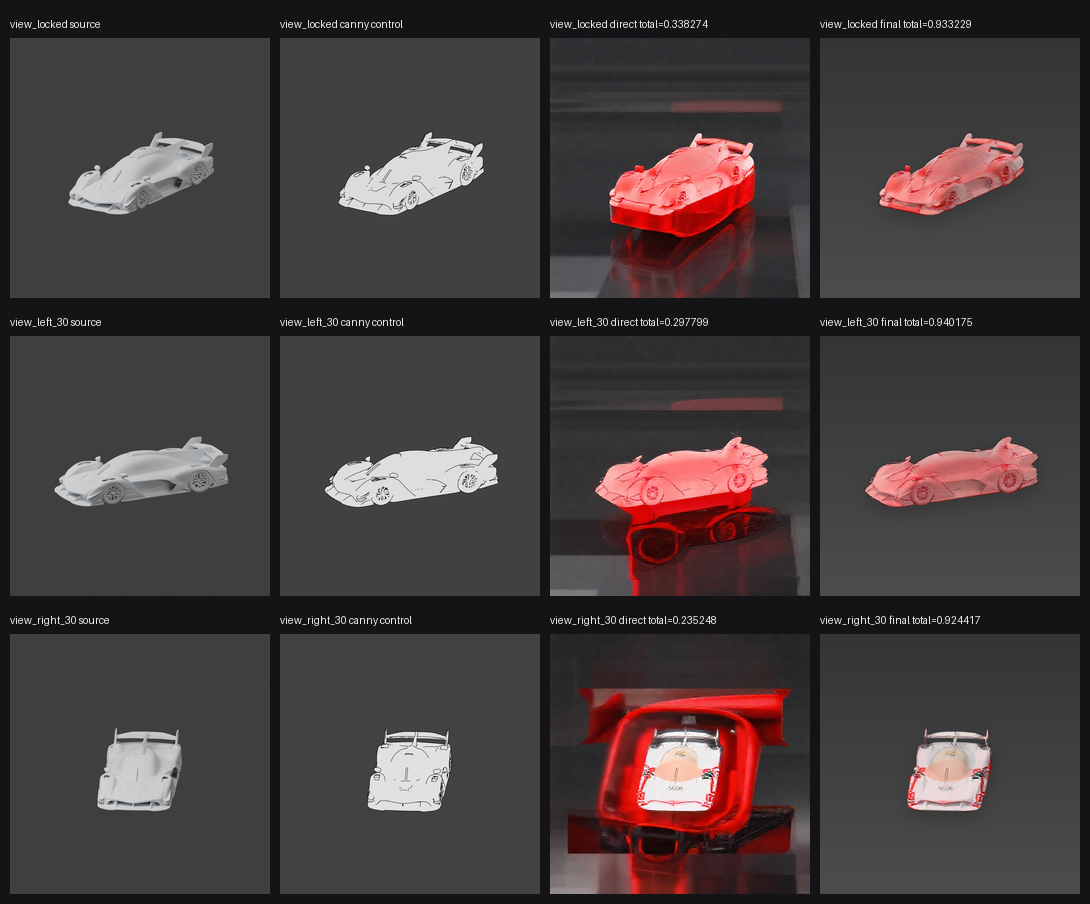 view_locked source
view_locked canny control
view_locked direct total=0.338274
view_locked final total=0.933229
view_left_30 source
view_left_30 canny control
view_left_30 direct total=0.297799
view_left_30 final total=0.940175
view_right_30 source
view_right_30 canny control
view_right_30 direct total=0.235248
view_right_30 final total=0.924417